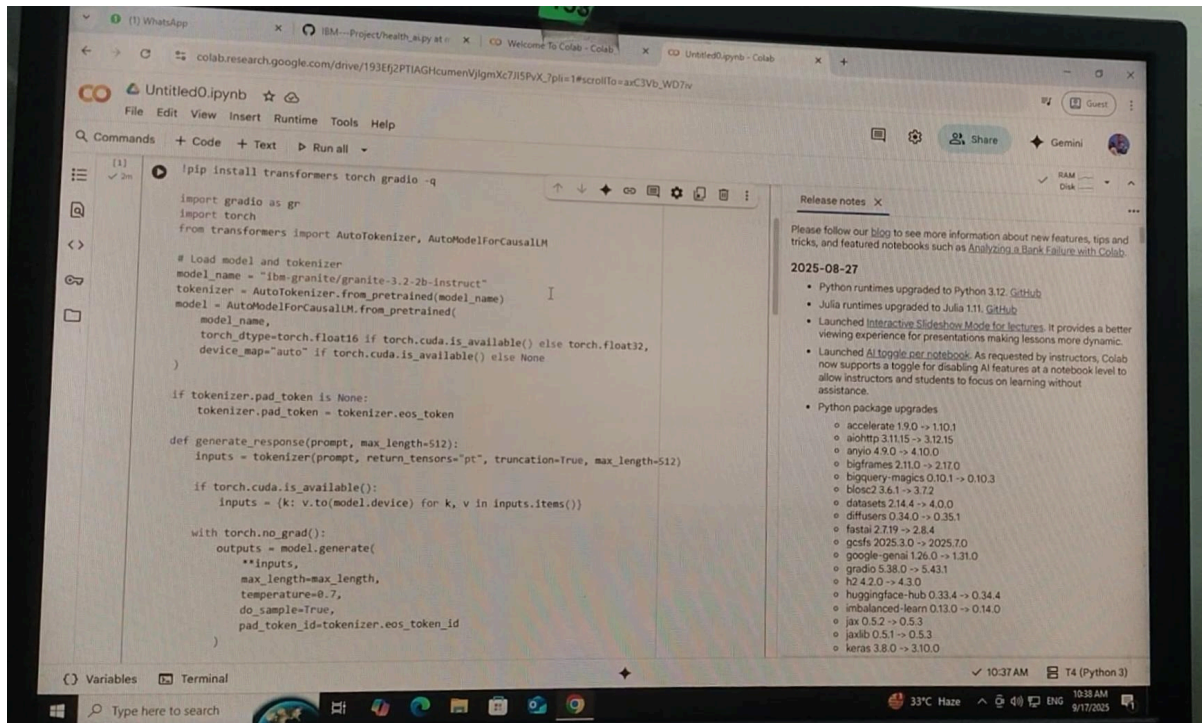 (1) WhatsApp
IBM---Project/health_ai.py at
Welcome To Colab - Colab
Untitled0.ipynb - Colab
Untitled0.ipynb
File Edit View Insert Runtime Tools Help
Commands + Code + Text Run all
Guest
Share
Gemini
RAM
Disk
[1]
2m
!pip install transformers torch gradio -q
import gradio as gr
import torch
from transformers import AutoTokenizer, AutoModelForCausalLM
# Load model and tokenizer
model_name = "ibm-granite/granite-3.2-2b-instruct"
tokenizer = AutoTokenizer.from_pretrained(model_name)
model = AutoModelForCausalLM.from_pretrained(
model_name,
torch_dtype=torch.float16 if torch.cuda.is_available() else torch.float32,
device_map="auto" if torch.cuda.is_available() else None
)
if tokenizer.pad_token is None:
tokenizer.pad_token = tokenizer.eos_token
def generate_response(prompt, max_length=512):
inputs = tokenizer(prompt, return_tensors="pt", truncation=True, max_length=512)
if torch.cuda.is_available():
inputs = {k: v.to(model.device) for k, v in inputs.items()}
with torch.no_grad():
outputs = model.generate(
**inputs,
max_length=max_length,
temperature=0.7,
do_sample=True,
pad_token_id=tokenizer.eos_token_id
)
Release notes
Please follow our blog to see more information about new features, tips and
tricks, and featured notebooks such as Analyzing a Bank Failure with Colab.
2025-08-27
Python runtimes upgraded to Python 3.12. GitHub
Julia runtimes upgraded to Julia 1.11. GitHub
Launched Interactive Slideshow Mode for lectures. It provides a better
viewing experience for presentations making lessons more dynamic.
Launched AI toggle per notebook. As requested by instructors, Colab
now supports a toggle for disabling AI features at a notebook level to
allow instructors and students to focus on learning without
assistance.
Python package upgrades
accelerate 1.9.0 -> 1.10.1
aiohttp 3.11.15 -> 3.12.15
anyio 4.9.0 -> 4.10.0
bigframes 2.11.0 -> 2.17.0
bigquery-magics 0.10.1 -> 0.10.3
blosc2 3.6.1 -> 3.7.2
datasets 2.14.4 -> 4.0.0
diffusers 0.34.0 -> 0.35.1
fastai 2.7.19 -> 2.8.4
gcsfs 2025.3.0 -> 2025.7.0
google-genai 1.26.0 -> 1.31.0
gradio 5.38.0 -> 5.43.1
h2 4.2.0 -> 4.3.0
huggingface-hub 0.33.4 -> 0.34.4
imbalanced-learn 0.13.0 -> 0.14.0
jax 0.5.2 -> 0.5.3
jaxlib 0.5.1 -> 0.5.3
keras 3.8.0 -> 3.10.0
Variables Terminal
10:37 AM T4 (Python 3)
Type here to search
33°C Haze ENG 10:38 AM
9/17/2025